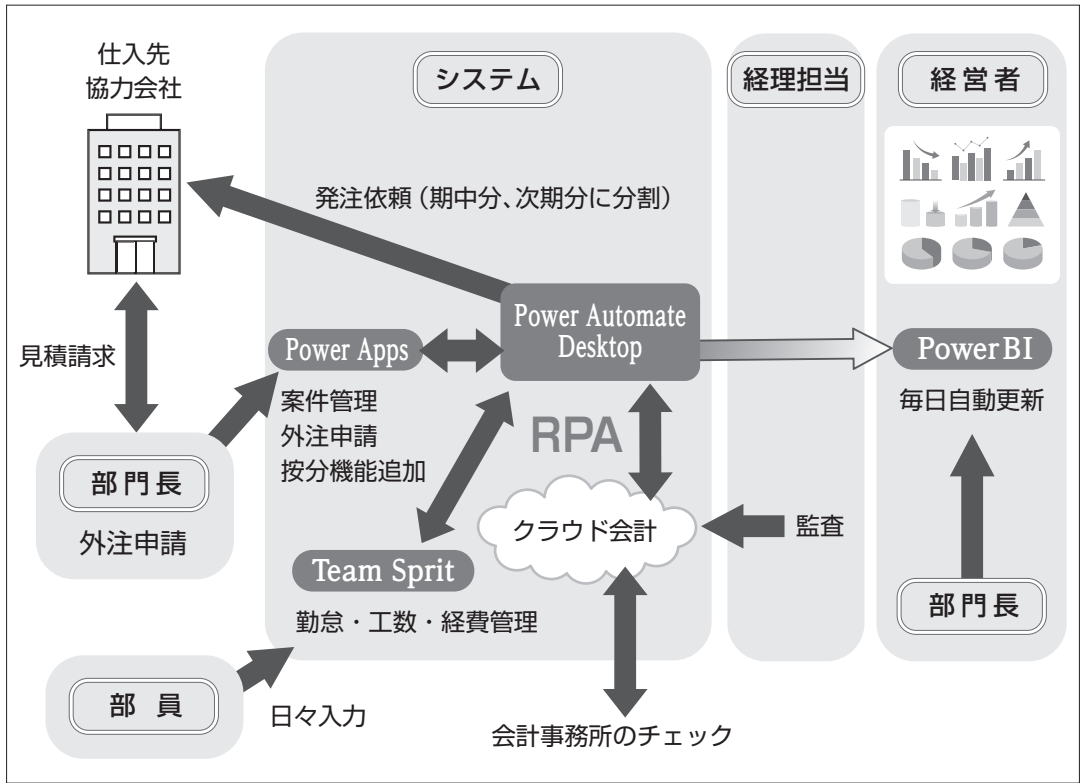 仕入先
協力会社
システム
経理担当
経営者
発注依頼（期中分、次期分に分割）
Power Automate
Desktop
Power Apps
PowerBI
見積請求
案件管理
外注申請
按分機能追加
毎日自動更新
RPA
部門長
外注申請
クラウド会計
監査
Team Sprit
勤怠・工数・経費管理
部門長
部員
日々入力
会計事務所のチェック